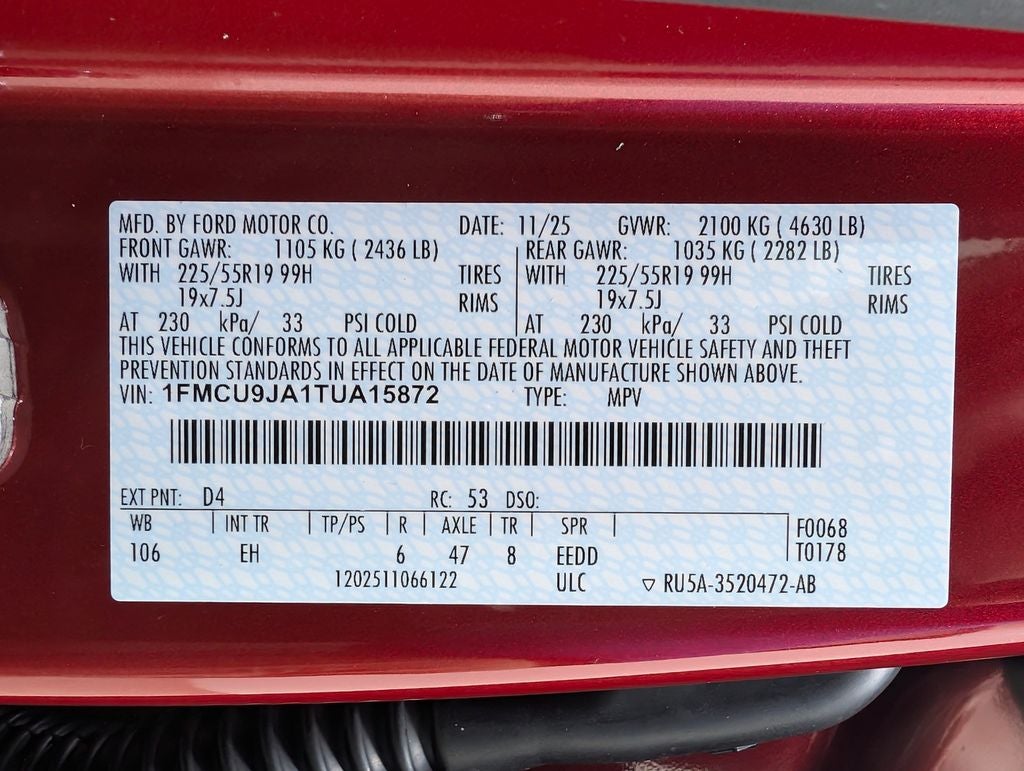 MFD. BY FORD MOTOR CO. DATE: 11/25 GVWR: 2100 KG ( 4630 LB)
FRONT GAWR: 1105 KG ( 2436 LB) REAR GAWR: 1035 KG ( 2282 LB)
WITH 225/55R19 99H TIRES WITH 225/55R19 99H TIRES
19x7.5J RIMS 19x7.5J RIMS
AT 230 kPa/ 33 PSI COLD AT 230 kPa/ 33 PSI COLD
THIS VEHICLE CONFORMS TO ALL APPLICABLE FEDERAL MOTOR VEHICLE SAFETY AND THEFT
PREVENTION STANDARDS IN EFFECT ON THE DATE OF MANUFACTURE SHOWN ABOVE.
VIN: 1FMCU9JA1TUA15872 TYPE: MPV
EXT PNT: D4 RC: 53 DSO:
WB INT TR TP/PS R AXLE TR SPR F0068
106 EH 6 47 8 EEDD T0178
1202511066122 ULC ▽ RU5A-3520472-AB